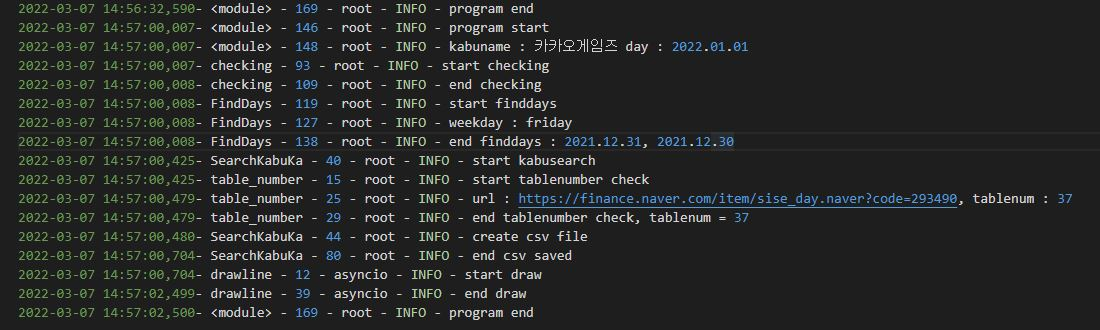 2022-03-07 14:56:32,590- <module> - 169 - root - INFO - program end
2022-03-07 14:57:00,007- <module> - 146 - root - INFO - program start
2022-03-07 14:57:00,007- <module> - 148 - root - INFO - kabuname : 카카오게임즈 day : 2022.01.01
2022-03-07 14:57:00,007- checking - 93 - root - INFO - start checking
2022-03-07 14:57:00,008- checking - 109 - root - INFO - end checking
2022-03-07 14:57:00,008- FindDays - 119 - root - INFO - start finddays
2022-03-07 14:57:00,008- FindDays - 127 - root - INFO - weekday : friday
2022-03-07 14:57:00,008- FindDays - 138 - root - INFO - end finddays : 2021.12.31, 2021.12.30
2022-03-07 14:57:00,425- SearchKabuKa - 40 - root - INFO - start kabusearch
2022-03-07 14:57:00,425- table_number - 15 - root - INFO - start tablenumber check
2022-03-07 14:57:00,479- table_number - 25 - root - INFO - url : https://finance.naver.com/item/sise_day.naver?code=293490, tablenum : 37
2022-03-07 14:57:00,479- table_number - 29 - root - INFO - end tablenumber check, tablenum = 37
2022-03-07 14:57:00,480- SearchKabuKa - 44 - root - INFO - create csv file
2022-03-07 14:57:00,704- SearchKabuKa - 80 - root - INFO - end csv saved
2022-03-07 14:57:00,704- drawline - 12 - asyncio - INFO - start draw
2022-03-07 14:57:02,499- drawline - 39 - asyncio - INFO - end draw
2022-03-07 14:57:02,500- <module> - 169 - root - INFO - program end